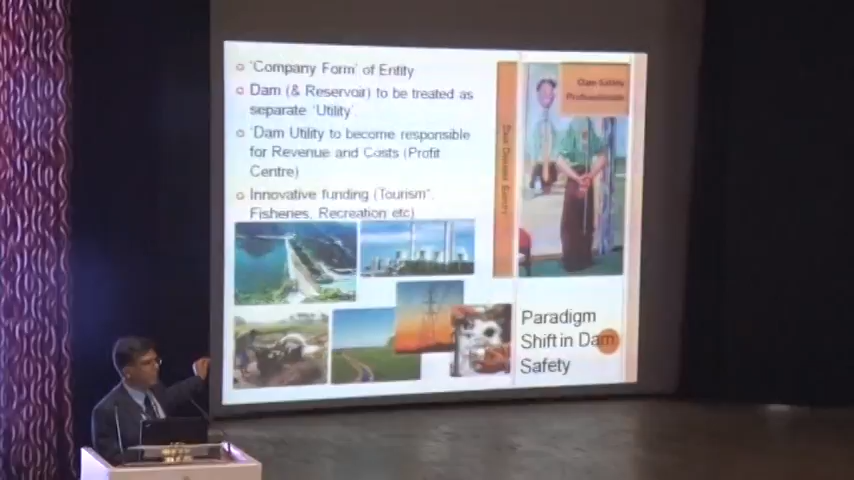 ‘Company Form’ of Entity
Dam (& Reservoir) to be treated as
separate ‘Utility’.
‘Dam Utility to become responsible
for Revenue and Costs (Profit
Centre)
Innovative funding (Tourism*,
Fisheries, Recreation etc)
Dam Safety
Professionals
Paradigm
Shift in Dam
Safety